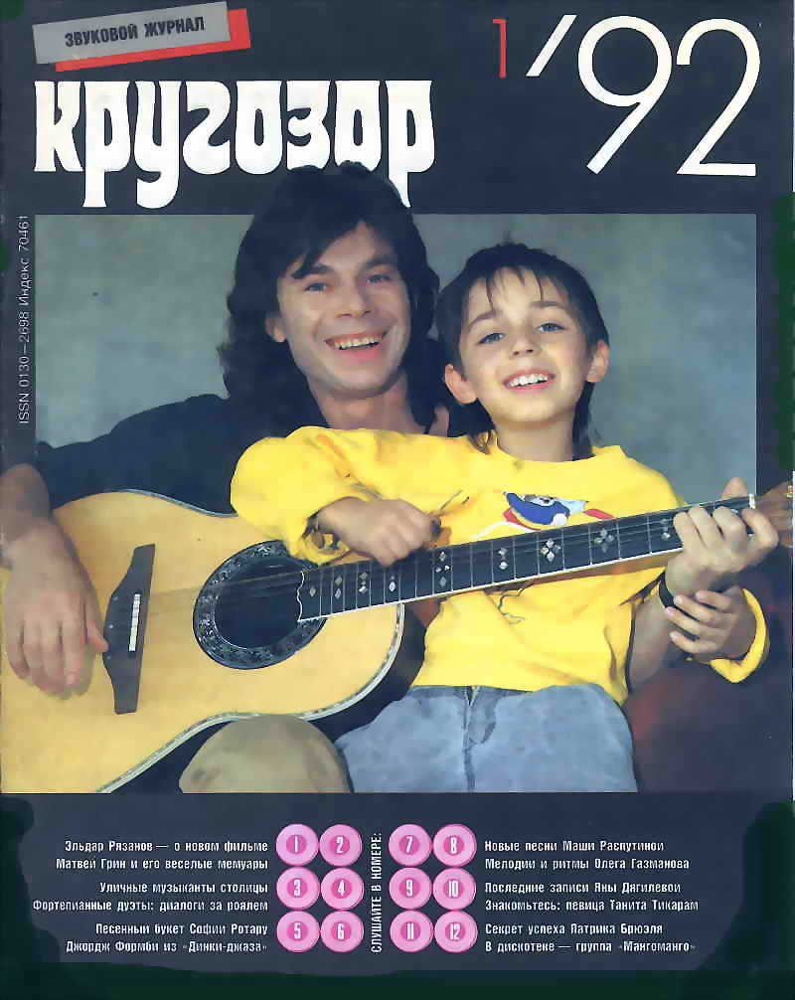 ЗВУКОВОЙ ЖУРНАЛ
1/92
кругозор
ISSN 0130—2698 Индекс 70461
СЛУШАЙТЕ В НОМЕРЕ:
Эльдар Рязанов — о новом фильме 1
2 Матвей Грин и его веселые мемуары
Уличные музыканты столицы 3
4 Фортепианные дуэты: диалоги за роялем
Песенный букет Софии Ротару 5
6 Джордж Формби из «Динки-джаза»
7 Новые песни Маши Распутиной
8 Мелодии и ритмы Олега Газманова
9 Последние записи Яны Дягилевой
10 Знакомьтесь: певица Танита Тикарам
11 Секрет успеха Патрика Брюэля
12 В дискотеке — группа «Мангоманго»